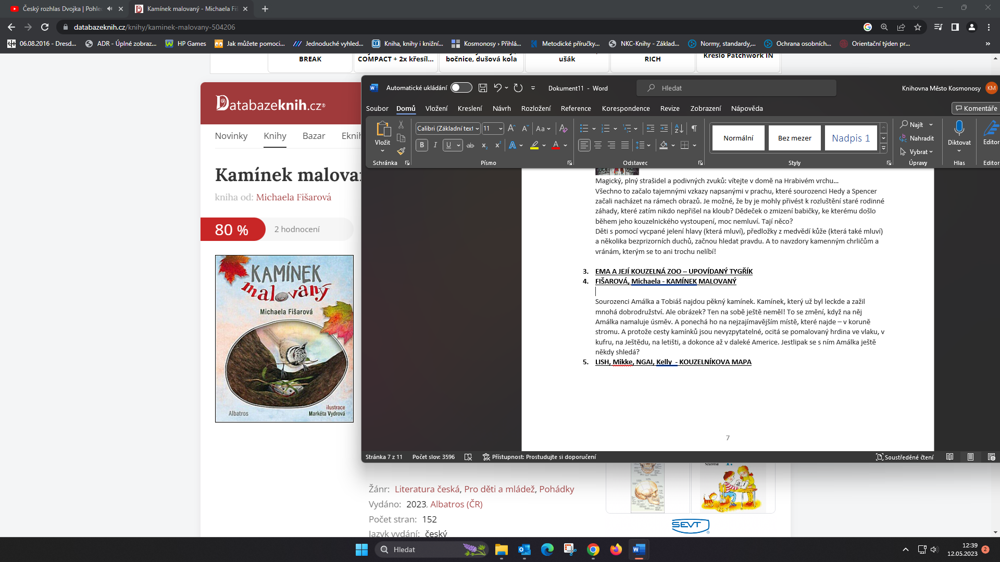 Český rozhlas Dvojka | Pohle
Kamínek malovaný - Michaela Fiš
databazeknih.cz/knihy/kaminek-malovany-504206
06.08.2016 - Dresd...
ADR - Úplné zobraz...
HP Games
Jak můžete pomoci...
Jednoduché vyhled...
Kniha, knihy i knižní...
Kosmonosy › Přihlá...
Metodické příručky...
NKC-Knihy - Základ...
Normy, standardy,...
Ochrana osobních...
Orientační týden pr...
BREAK
COMPACT + 2x křesíl...
bočnice, dušová kola
ušák
RICH
Křeslo Patchwork IN
Databazeknih.cz®
Novinky
Knihy
Bazar
Eknih
Kamínek malovan
kniha od: Michaela Fišarová
80 %
2 hodnocení
KAMÍNEK
malovaný
Michaela Fišarová
Albatros
ilustrace
Markéta Vydrová
Automatické ukládání
Dokument11 - Word
Hledat
Knihovna Město Kosmonosy
KM
Soubor
Domů
Vložení
Kreslení
Návrh
Rozložení
Reference
Korespondence
Revize
Zobrazení
Nápověda
Komentáře
Vložit
Schránka
Calibri (Základní text
11
Písmo
Odstavec
Normální
Bez mezer
Nadpis 1
Styly
Najít
Nahradit
Vybrat
Úpravy
Diktovat
Hlas
Editor
Editor
Magický, plný strašidel a podivných zvuků: vítejte v domě na Hrabivém vrchu…
Všechno to začalo tajemnými vzkazy napsanými v prachu, které sourozenci Hedy a Spencer
začali nacházet na rámech obrazů. Je možné, že by je mohly přivést k rozluštění staré rodinné
záhady, které zatím nikdo nepřišel na kloub? Dědeček o zmizení babičky, ke kterému došlo
během jeho kouzelnického vystoupení, moc nemluví. Tají něco?
Děti s pomocí vycpané jelení hlavy (která mluví), předložky z medvědí kůže (která také mluví)
a několika bezprizorních duchů, začnou hledat pravdu. A to navzdory kamenným chrličům a
vránám, kterým se to ani trochu nelíbí!
3. EMA A JEJÍ KOUZELNÁ ZOO – UPOVÍDANÝ TYGŘÍK
4. FIŠAROVÁ, Michaela - KAMÍNEK MALOVANÝ
Sourozenci Amálka a Tobiáš najdou pěkný kamínek. Kamínek, který už byl leckde a zažil
mnohá dobrodružství. Ale obrázek? Ten na sobě ještě neměl! To se změní, když na něj
Amálka namaluje úsměv. A ponechá ho na nejzajímavějším místě, které najde – v koruně
stromu. A protože cesty kamínků jsou nevyzpytatelné, ocitá se pomalovaný hrdina ve vlaku, v
kufru, na Ještědu, na letišti, a dokonce až v daleké Americe. Jestlipak se s ním Amálka ještě
někdy shledá?
5. LISH, Mikke, NGAI, Kelly  - KOUZELNÍKOVA MAPA
7
Stránka 7 z 11
Počet slov: 3596
Přístupnost: Prostudujte si doporučení
Soustředěné čtení
Žánr: Literatura česká, Pro děti a mládež, Pohádky
Vydáno: 2023, Albatros (ČR)
Počet stran: 152
Jazyk vydání: český
SEVT
Hledat
12:39
12.05.2023
2